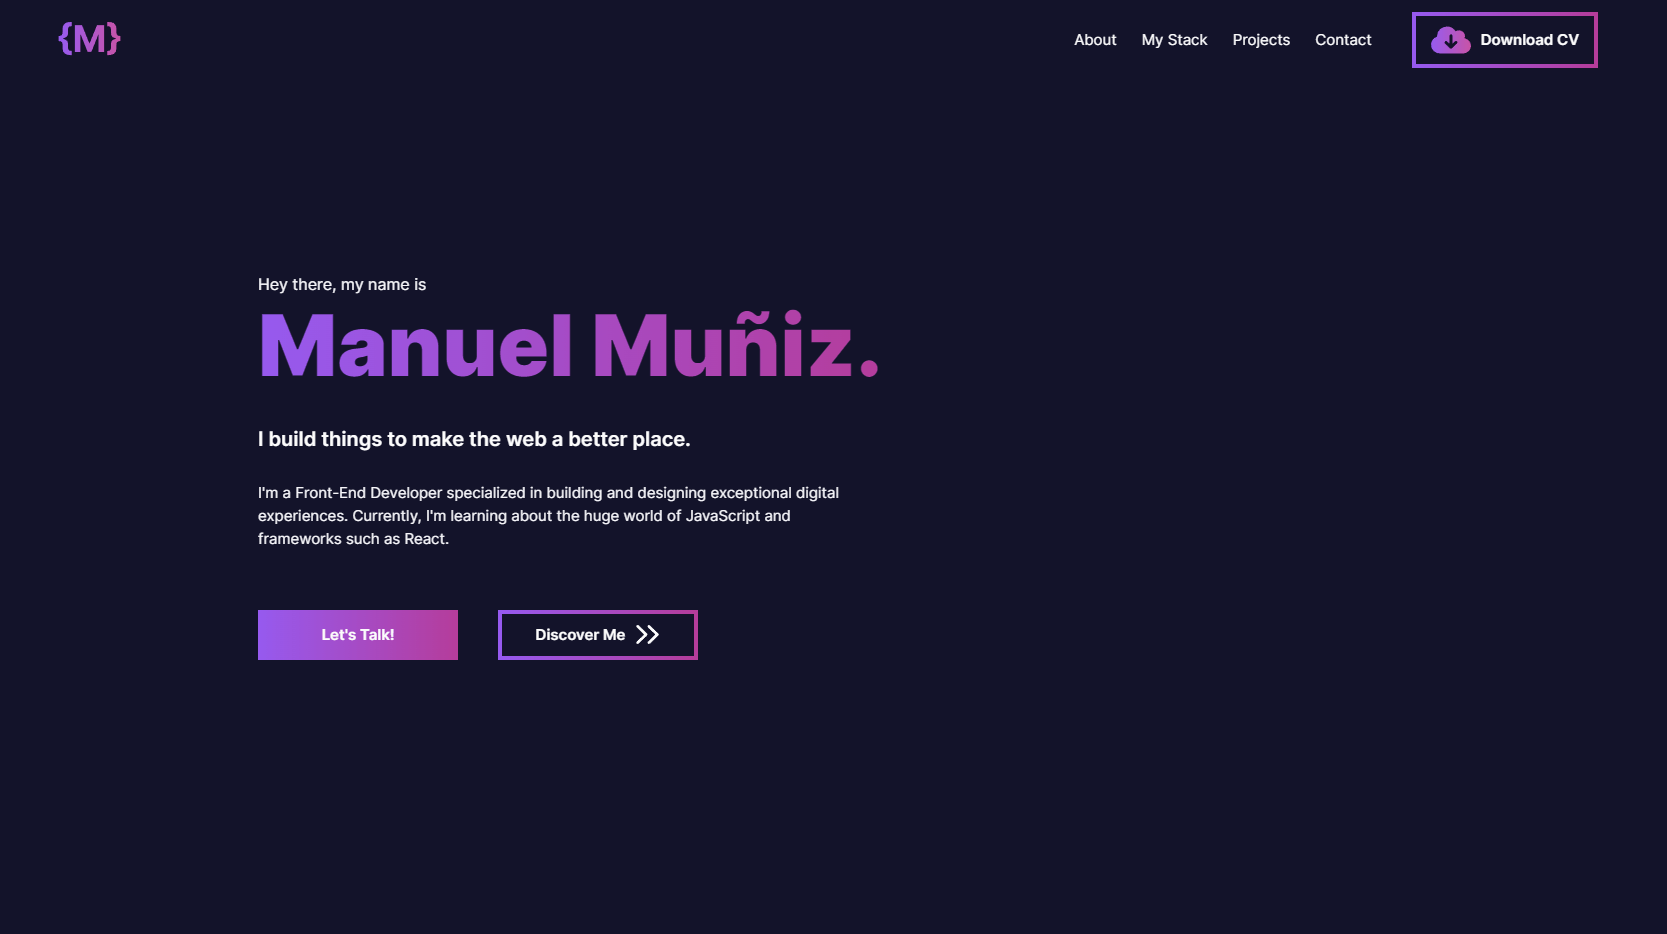 {M}
About
My Stack
Projects
Contact
Download CV
Hey there, my name is
Manuel Muñiz.
I build things to make the web a better place.
I'm a Front-End Developer specialized in building and designing exceptional digital
experiences. Currently, I'm learning about the huge world of JavaScript and
frameworks such as React.
Let's Talk!
Discover Me